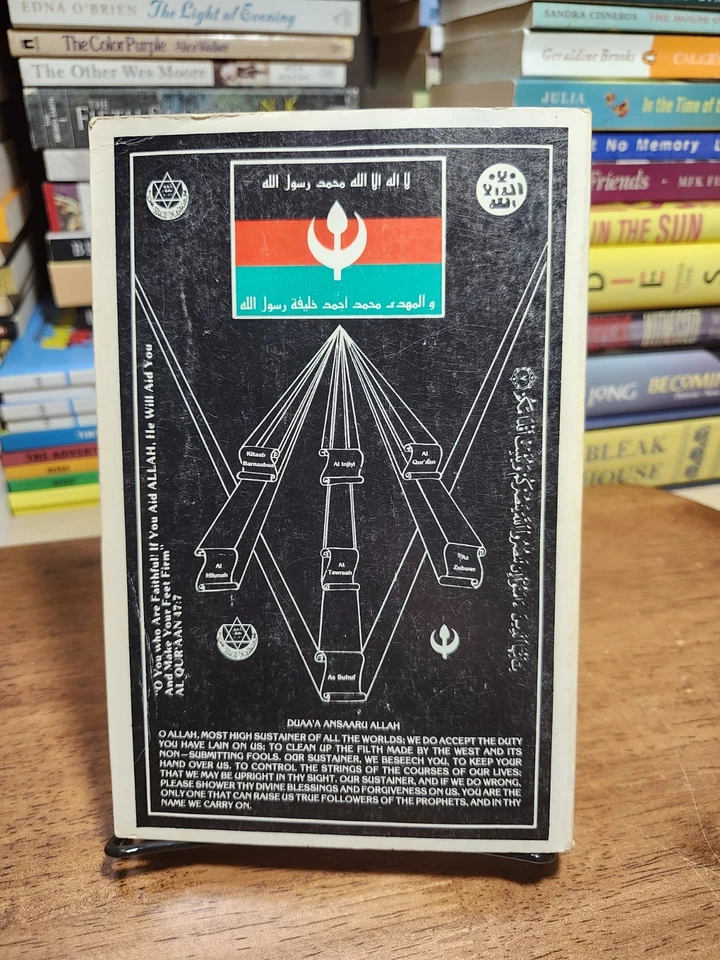 EDNA O'BRIEN The Light of Evening
The Color Purple Alice Walker
The Other Wes Moore
THE
SANDRA CISNEROS THE HOUSE O
Geraldine Brooks CALE
JULIA In the Time of t
t No Memory L
Friends MFK
IN THE SUN
DIES
JONG BECOMIN
BLEAK
HOUSE
لا اله الا الله محمد رسول الله
و المهدى محمد أحمد خليفة رسول الله
"O You who Are Faithful! If You Aid ALLAH, He Will Aid You
And Make Your Feet Firm"
AL QUR'AAN 47:7
Kitaab
Barnaabaa
Al Injiyl
Al
Qur'aan
Al
Hikmah
At
Tawraah
Az
Zubuwr
As Suhuf
DUAA'A ANSAARU ALLAH
O ALLAH, MOST HIGH SUSTAINER OF ALL THE WORLDS; WE DO ACCEPT THE DUTY
YOU HAVE LAIN ON US; TO CLEAN UP THE FILTH MADE BY THE WEST AND ITS
NON—SUBMITTING FOOLS. OUR SUSTAINER, WE BESEECH YOU, TO KEEP YOUR
HAND OVER US, TO CONTROL THE STRINGS OF THE COURSES OF OUR LIVES
THAT WE MAY BE UPRIGHT IN THY SIGHT. OUR SUSTAINER, AND IF WE DO WRONG,
PLEASE SHOWER THY DIVINE BLESSINGS AND FORGIVENESS ON US. YOU ARE THE
ONLY ONE THAT CAN RAISE US TRUE FOLLOWERS OF THE PROPHETS, AND IN THY
NAME WE CARRY ON.